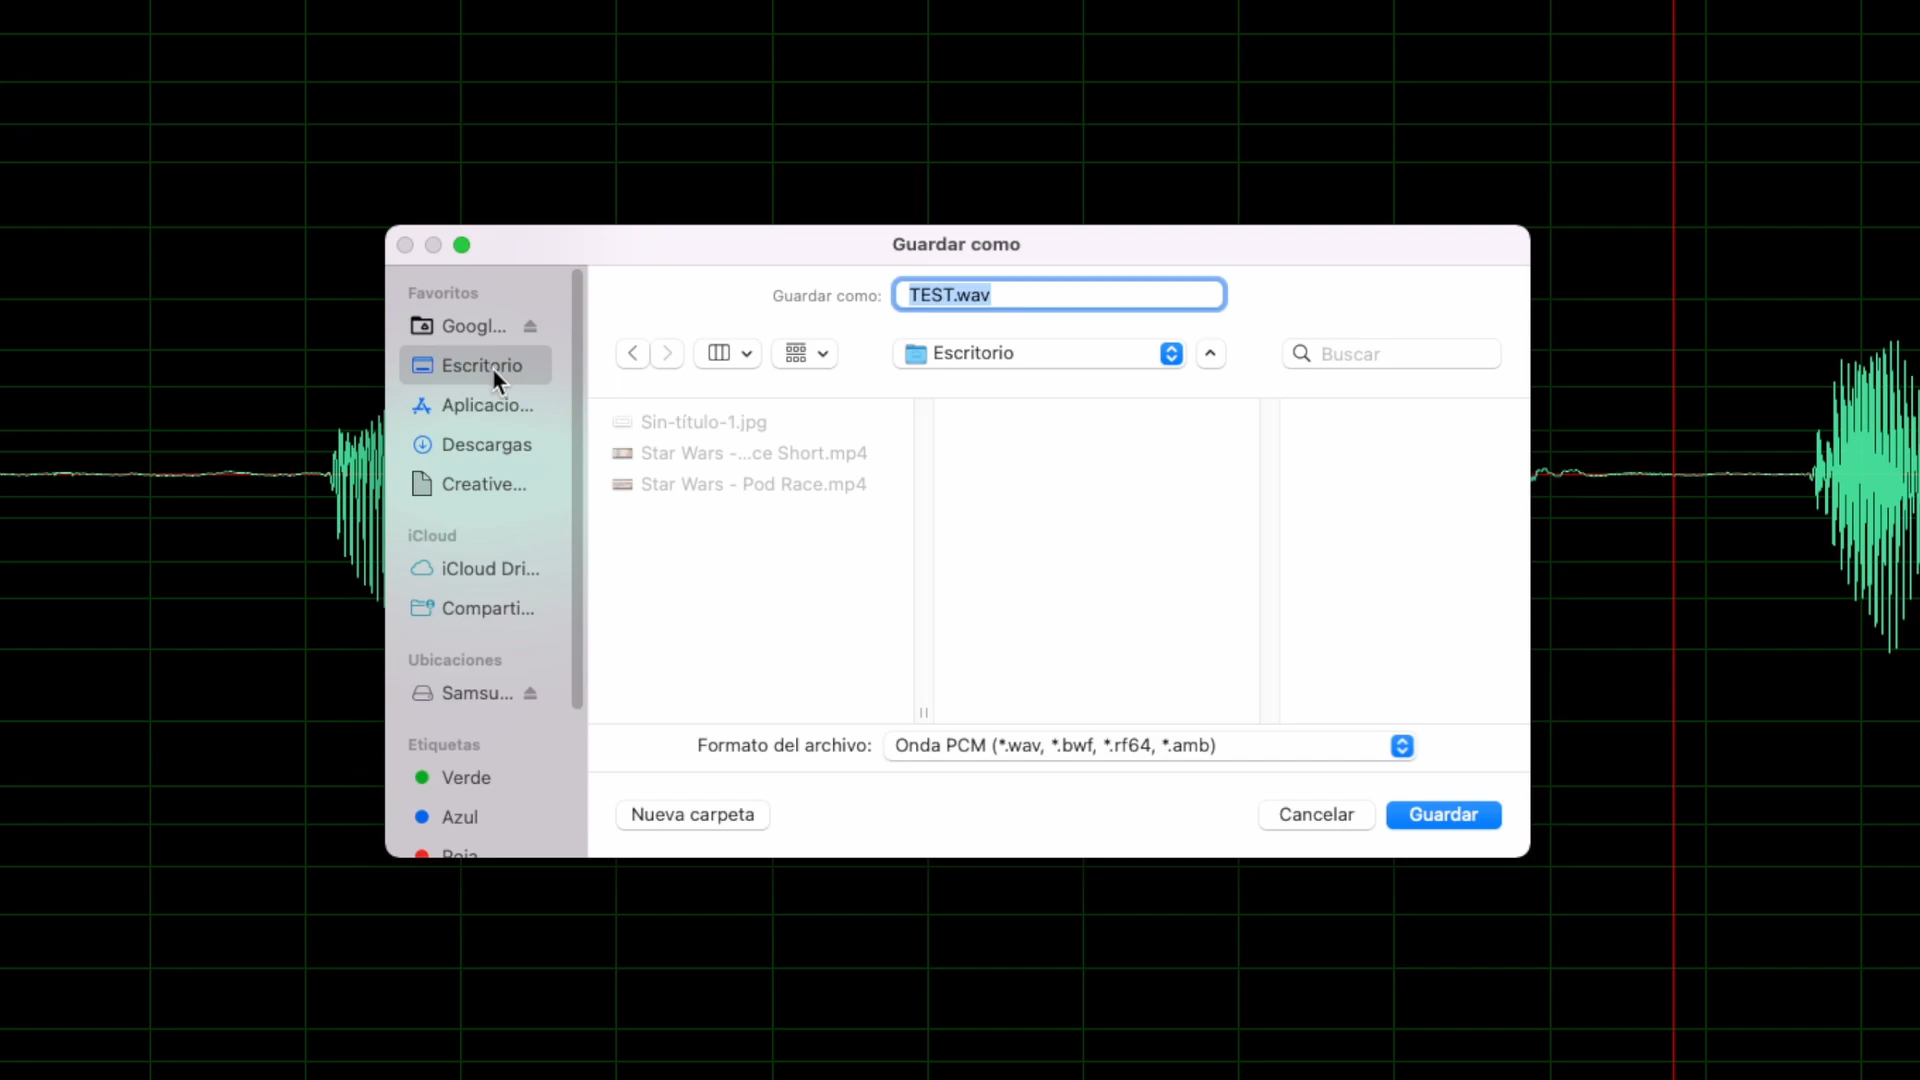 Guardar como
Favoritos
Guardar como: TEST.wav
Googl...
Escritorio
Escritorio
Buscar
Aplicacio...
Descargas
Creative...
Sin-título-1.jpg
Star Wars -...ce Short.mp4
Star Wars - Pod Race.mp4
iCloud
iCloud Dri...
Comparti...
Ubicaciones
Samsu...
Etiquetas
Verde
Azul
Formato del archivo: Onda PCM (*.wav, *.bwf, *.rf64, *.amb)
Nueva carpeta
Cancelar
Guardar